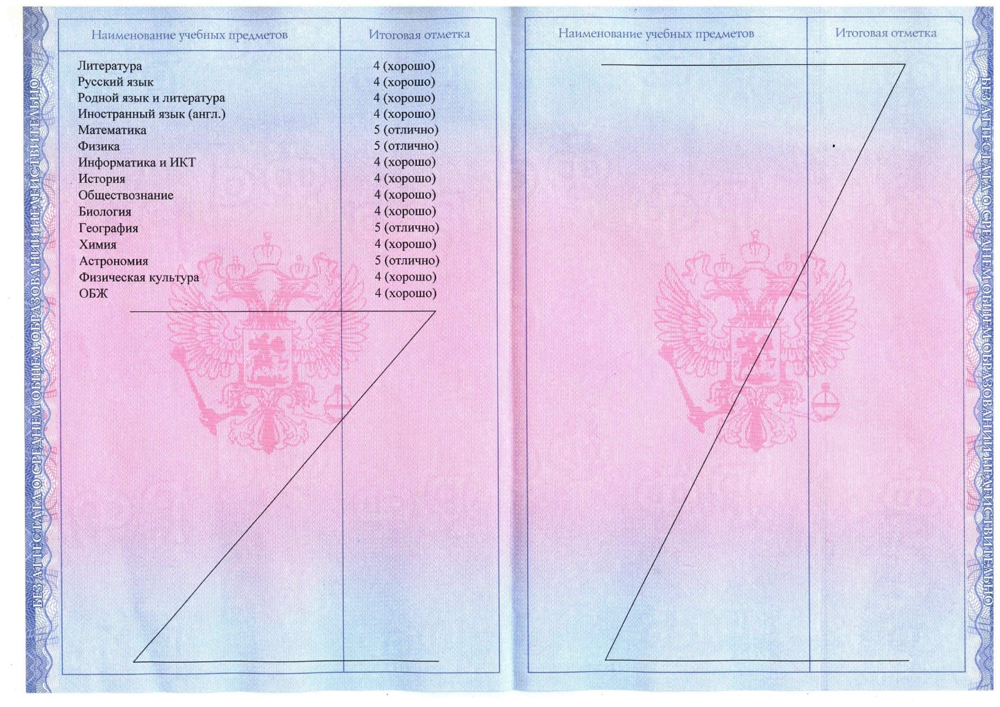 Наименование учебных предметов Итоговая отметка
Литература 4 (хорошо)
Русский язык 4 (хорошо)
Родной язык и литература 4 (хорошо)
Иностранный язык (англ.) 4 (хорошо)
Математика 5 (отлично)
Физика 5 (отлично)
Информатика и ИКТ 4 (хорошо)
История 4 (хорошо)
Обществознание 4 (хорошо)
Биология 4 (хорошо)
География 5 (отлично)
Химия 4 (хорошо)
Астрономия 5 (отлично)
Физическая культура 4 (хорошо)
ОБЖ 4 (хорошо)
Наименование учебных предметов Итоговая отметка
БЕЗ АТТЕСТАТА О СРЕДНЕМ ОБЩЕМ ОБРАЗОВАНИИ НЕДЕЙСТВИТЕЛЬНО
БЕЗ АТТЕСТАТА О СРЕДНЕМ ОБЩЕМ ОБРАЗОВАНИИ НЕДЕЙСТВИТЕЛЬНО